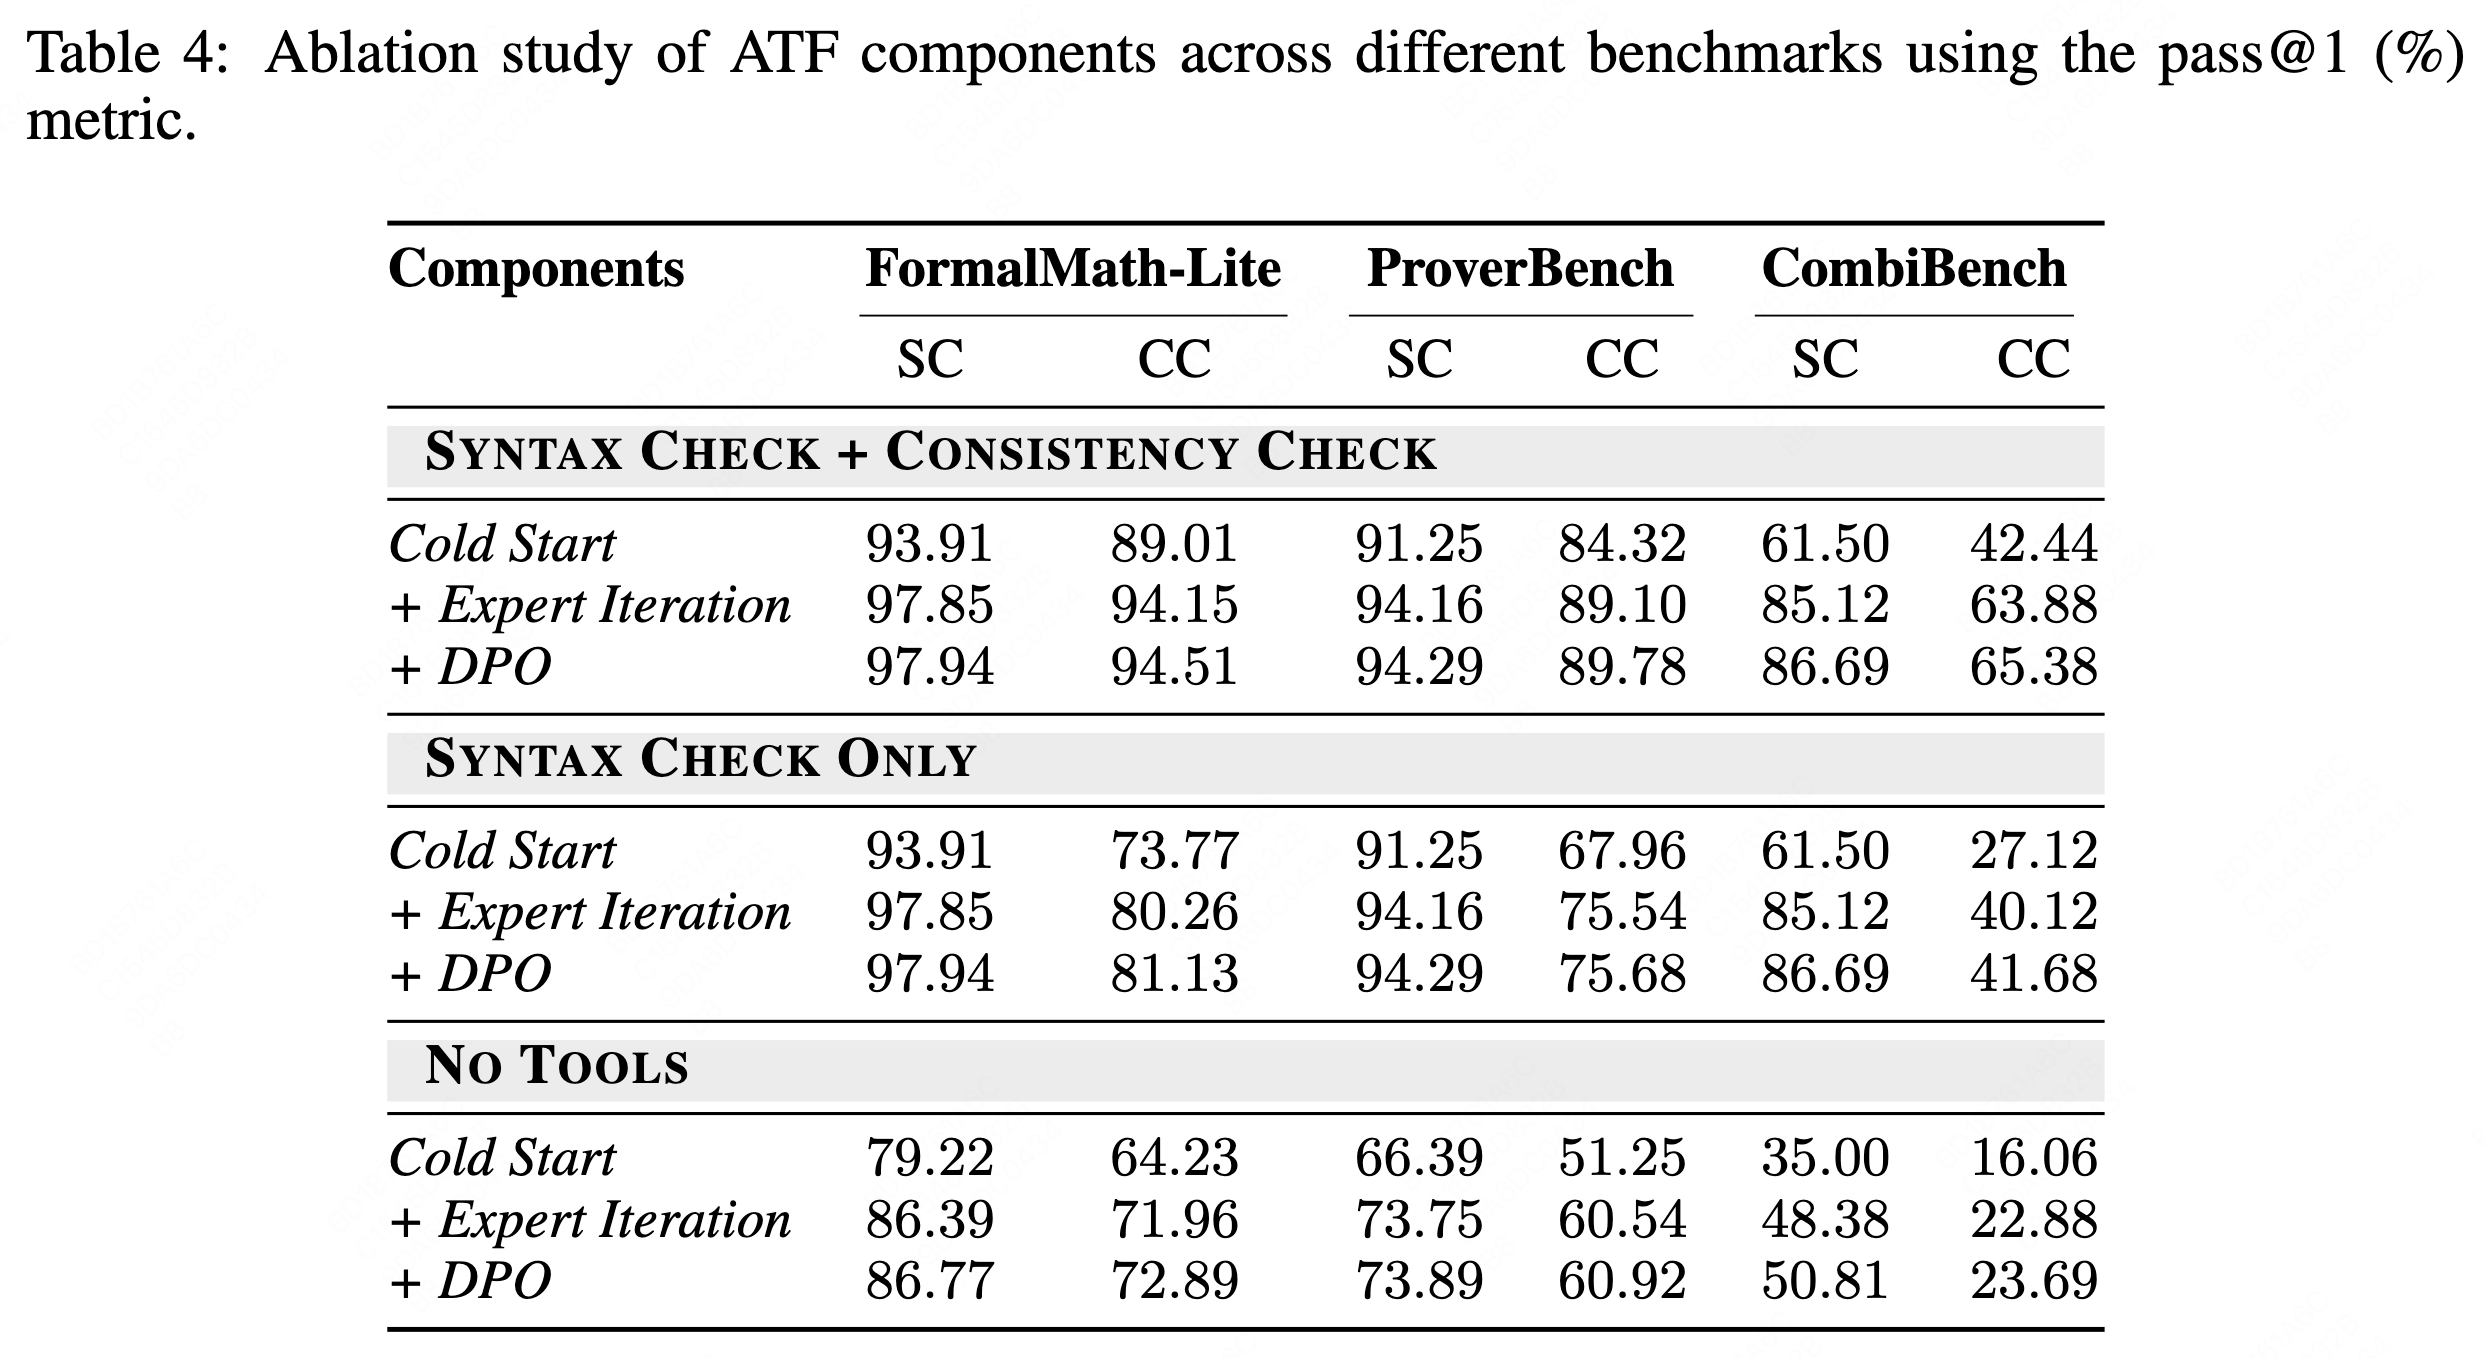 Table 4: Ablation study of ATF components across different benchmarks using the pass@1 (%)
metric.
Components FormalMath-Lite ProverBench CombiBench
SC CC SC CC SC CC
SYNTAX CHECK + CONSISTENCY CHECK
Cold Start 93.91 89.01 91.25 84.32 61.50 42.44
+ Expert Iteration 97.85 94.15 94.16 89.10 85.12 63.88
+ DPO 97.94 94.51 94.29 89.78 86.69 65.38
SYNTAX CHECK ONLY
Cold Start 93.91 73.77 91.25 67.96 61.50 27.12
+ Expert Iteration 97.85 80.26 94.16 75.54 85.12 40.12
+ DPO 97.94 81.13 94.29 75.68 86.69 41.68
NO TOOLS
Cold Start 79.22 64.23 66.39 51.25 35.00 16.06
+ Expert Iteration 86.39 71.96 73.75 60.54 48.38 22.88
+ DPO 86.77 72.89 73.89 60.92 50.81 23.69